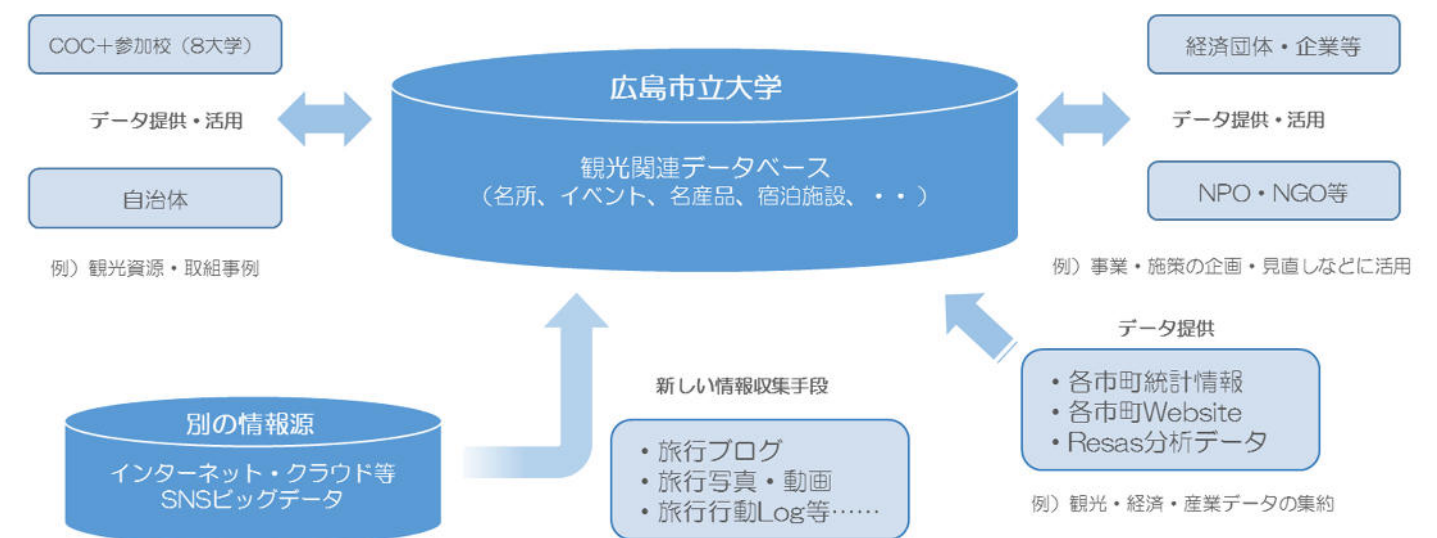 COC＋参加校（8大学）
データ提供・活用
自治体
例）観光資源・取組事例
広島市立大学
観光関連データベース
（名所、イベント、名産品、宿泊施設、・・）
経済団体・企業等
データ提供・活用
NPO・NGO等
例）事業・施策の企画・見直しなどに活用
データ提供
・各市町統計情報
・各市町Website
・Resas分析データ
例）観光・経済・産業データの集約
新しい情報収集手段
・旅行ブログ
・旅行写真・動画
・旅行行動Log等……
別の情報源
インターネット・クラウド等
SNSビッグデータ